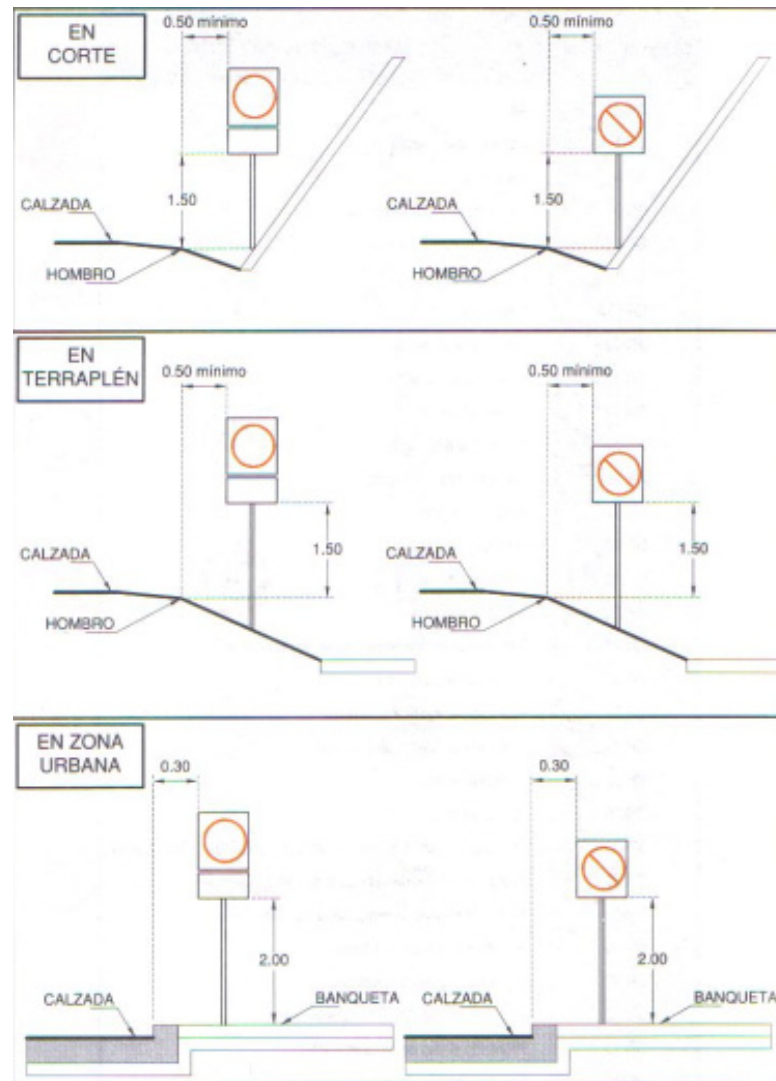 EN
CORTE
0.50 mínimo
0.50 mínimo
CALZADA
1.50
HOMBRO
CALZADA
1.50
HOMBRO
EN
TERRAPLÉN
0.50 mínimo
0.50 mínimo
CALZADA
1.50
HOMBRO
CALZADA
1.50
HOMBRO
EN ZONA
URBANA
0.30
0.30
2.00
CALZADA
BANQUETA
2.00
CALZADA
BANQUETA